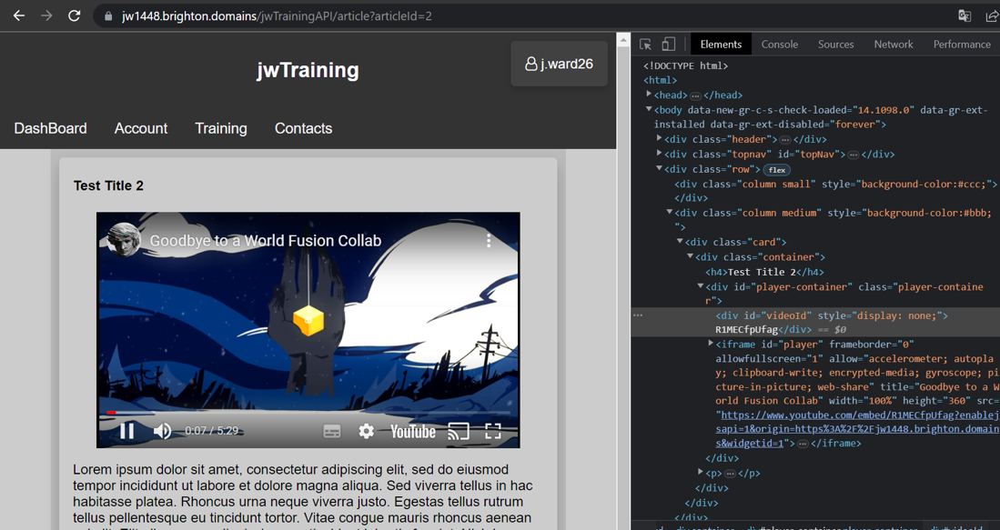 jw1448.brighton.domains/jwTrainingAPI/article?articleId=2
jwTraining
j.ward26
DashBoard Account Training Contacts
Test Title 2
Goodbye to a World Fusion Collab
0:07 / 5:29
YouTube
Lorem ipsum dolor sit amet, consectetur adipiscing elit, sed do eiusmod
tempor incididunt ut labore et dolore magna aliqua. Sed viverra tellus in hac
habitasse platea. Rhoncus urna neque viverra justo. Egestas tellus rutrum
tellus pellentesque eu tincidunt tortor. Vitae congue mauris rhoncus aenean
Elements Console Sources Network Performance
<!DOCTYPE html>
<html>
<head>…</head>
<body data-new-gr-c-s-check-loaded="14.1098.0" data-gr-ext-
installed data-gr-ext-disabled="forever">
<div class="header">…</div>
<div class="topnav" id="topNav">…</div>
<div class="row"> flex
<div class="column small" style="background-color:#ccc;">
</div>
<div class="column medium" style="background-color:#bbb;
">
<div class="card">
<div class="container">
<h4>Test Title 2</h4>
<div id="player-container" class="player-containe
r">
… <div id="videoId" style="display: none;">
R1MECfpUfag</div> == $0
<iframe id="player" frameborder="0"
allowfullscreen="1" allow="accelerometer; autopla
y; clipboard-write; encrypted-media; gyroscope; pi
cture-in-picture; web-share" title="Goodbye to a W
orld Fusion Collab" width="100%" height="360" src=
"https://www.youtube.com/embed/R1MECfpUfag?enablej
sapi=1&origin=https%3A%2F%2Fjw1448.brighton.domain
s&widgetid=1">…</iframe>
</div>
<p>…</p>
</div>
</div>
</div>